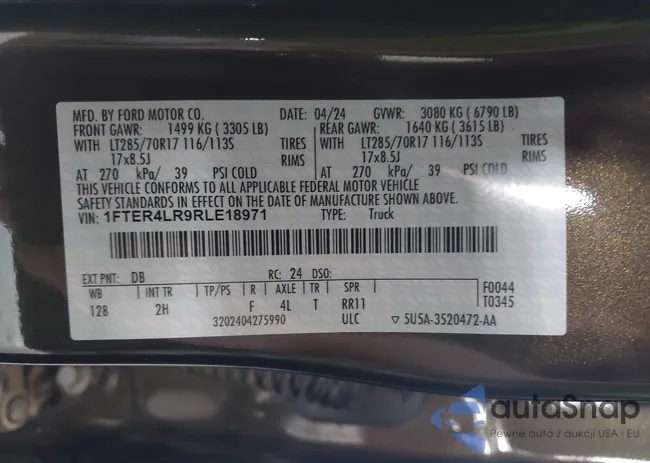 MFD. BY FORD MOTOR CO. DATE: 04/24 GVWR: 3080 KG ( 6790 LB)
FRONT GAWR: 1499 KG ( 3305 LB) REAR GAWR: 1640 KG ( 3615 LB)
WITH LT285/70R17 116/113S TIRES WITH LT285/70R17 116/113S TIRES
17x8.5J RIMS 17x8.5J RIMS
AT 270 kPa/ 39 PSI COLD AT 270 kPa/ 39 PSI COLD
THIS VEHICLE CONFORMS TO ALL APPLICABLE FEDERAL MOTOR VEHICLE
SAFETY STANDARDS IN EFFECT ON THE DATE OF MANUFACTURE SHOWN ABOVE.
VIN: 1FTER4LR9RLE18971 TYPE: Truck
EXT PNT: DB RC: 24 DSO: F0044
WB INT TR TP/PS R AXLE TR SPR T0345
128 2H F 4L T RR11
3202404275990 ULC ▽ 5U5A-3520472-AA
autoSnap
Pewne auto z aukcji USA i EU